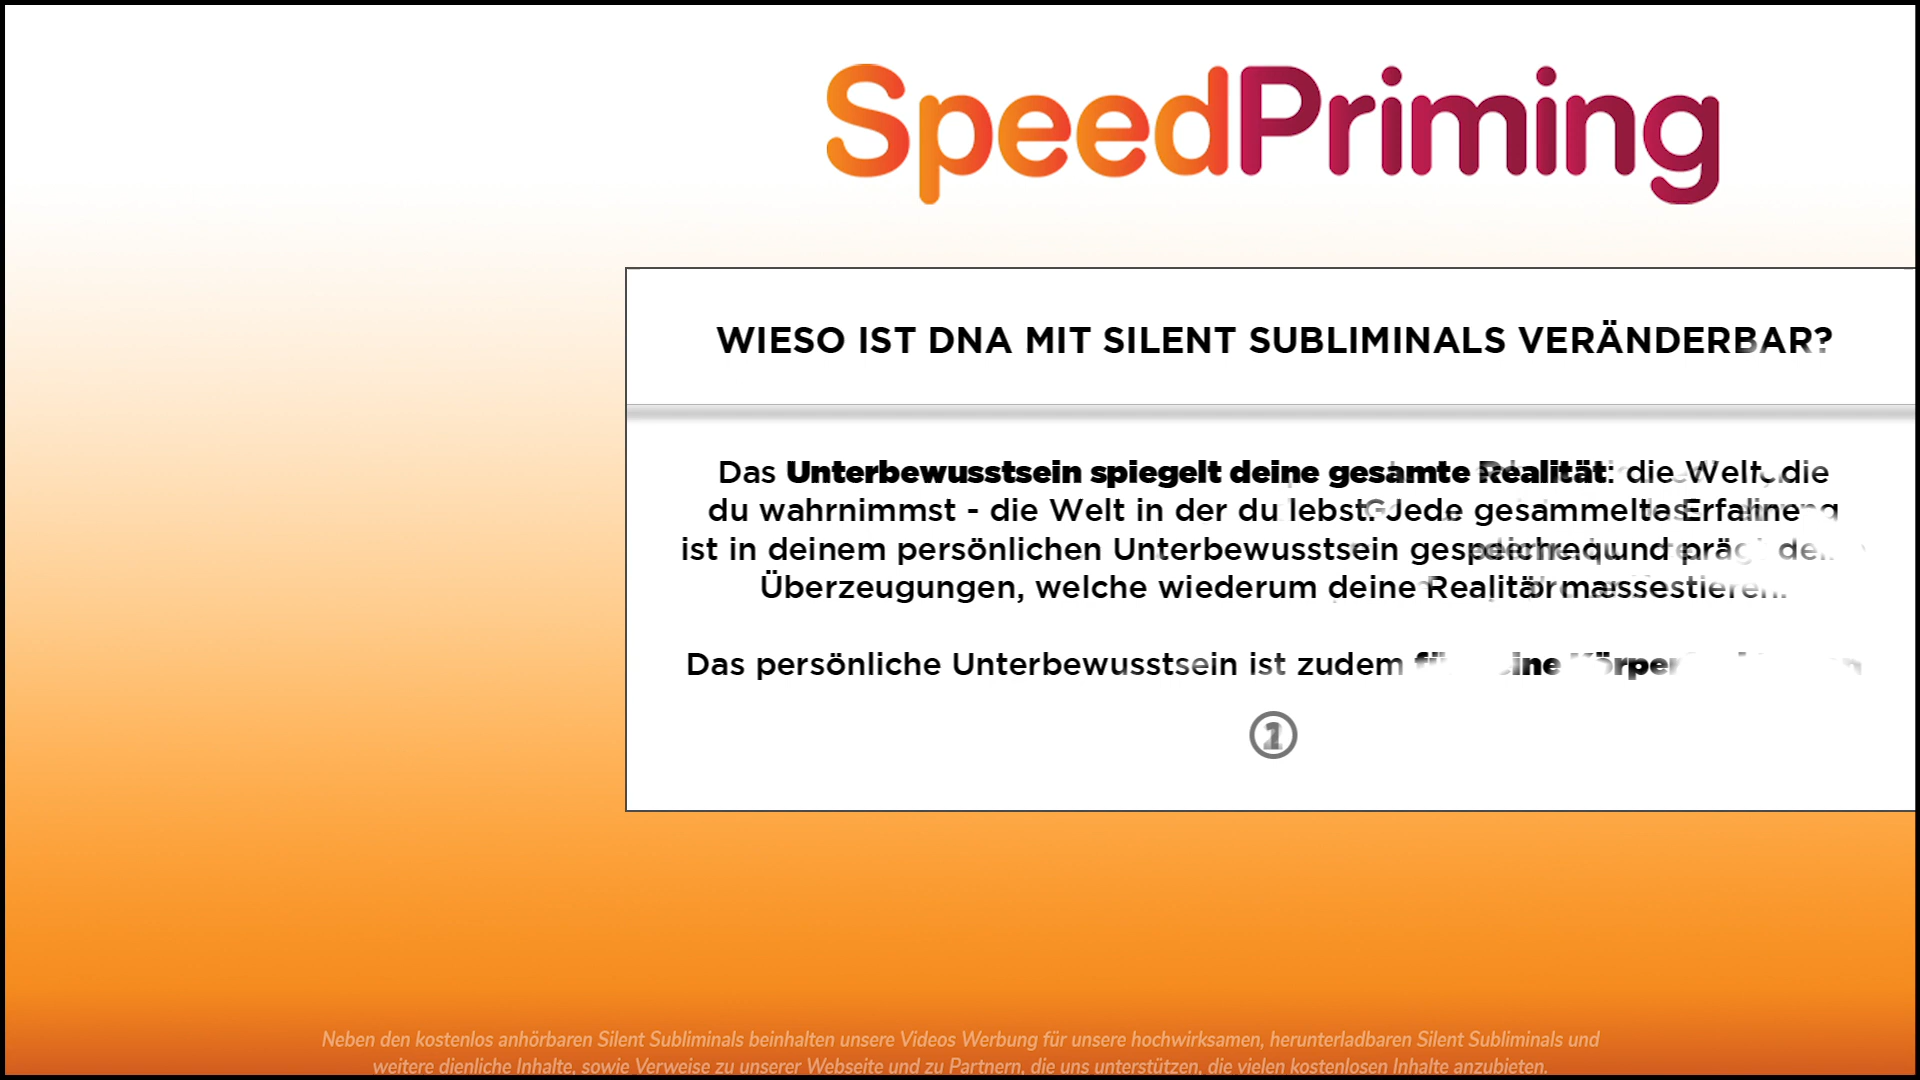 SpeedPriming
WIESO IST DNA MIT SILENT SUBLIMINALS VERÄNDERBAR?
Das Unterbewusstsein spiegelt deine gesamte Realität: die Welt, die
du wahrnimmst - die Welt in der du lebst. Jede gesammelte
ist in deinem persönlichen Unterbewusstsein und
Überzeugungen, welche wiederum deine
Das persönliche Unterbewusstsein ist zudem
Neben den kostenlos anhörbaren Silent Subliminals beinhalten unsere Videos Werbung für unsere hochwirksamen, herunterladbaren Silent Subliminals und
weitere dienliche Inhalte, sowie Verweise zu unserer Webseite und zu Partnern, die uns unterstützen, die vielen kostenlosen Inhalte anzubieten.